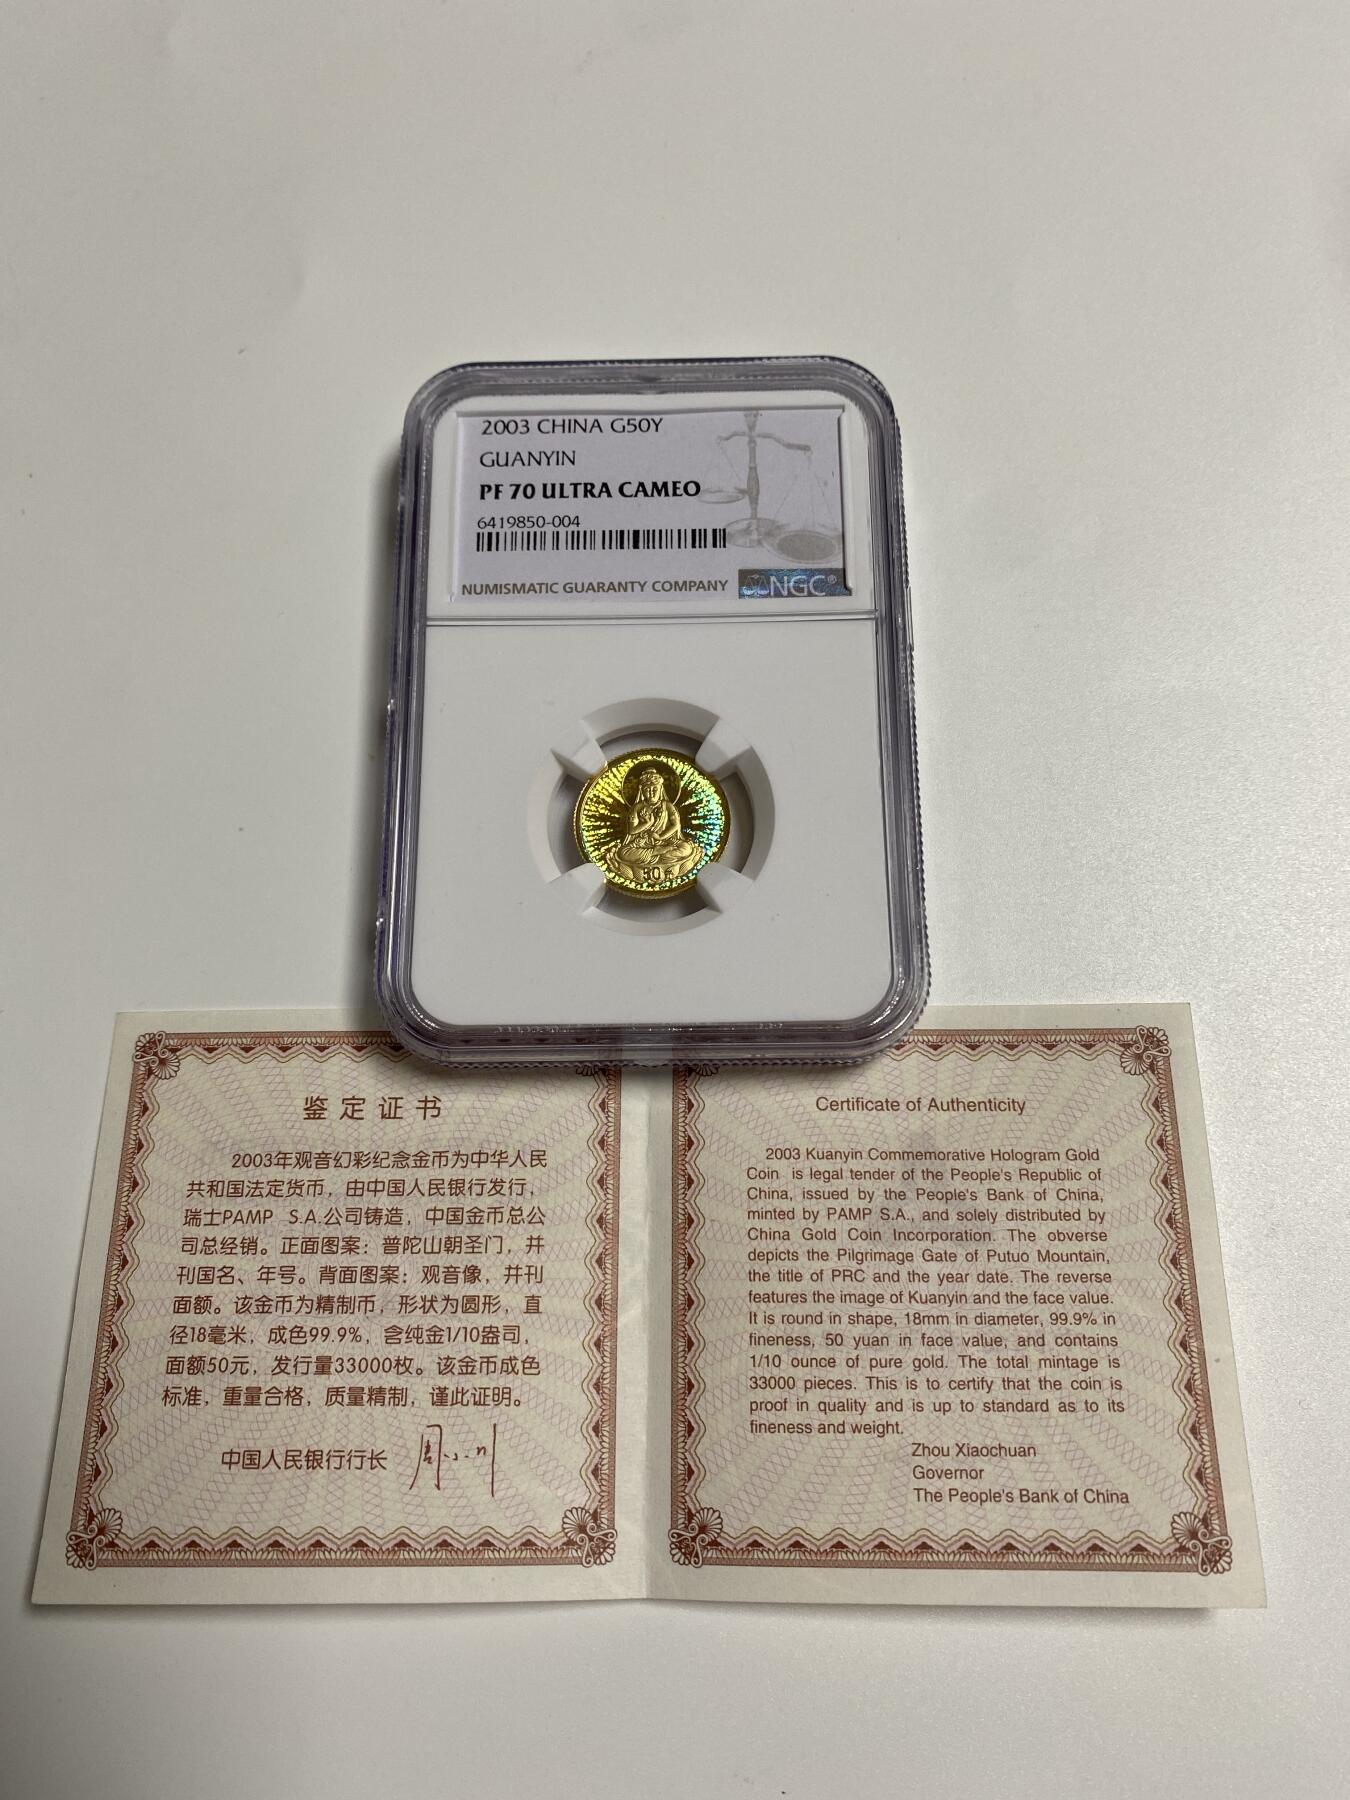 2003 CHINA G50Y
GUANYIN
PF 70 ULTRA CAMEO
6419850-004
NUMISMATIC GUARANTY COMPANY
NGC®
50元
鉴定证书
2003年观音幻彩纪念金币为中华人民
共和国法定货币，由中国人民银行发行，
瑞士PAMP S.A.公司铸造，中国金币总公
司总经销。正面图案：普陀山朝圣门，并
刊国名、年号。背面图案：观音像，并刊
面额。该金币为精制币，形状为圆形，直
径18毫米，成色99.9%，含纯金1/10盎司，
面额50元，发行量33000枚。该金币成色
标准，重量合格，质量精制，谨此证明。
中国人民银行行长 周小川
Certificate of Authenticity
2003 Kuanyin Commemorative Hologram Gold
Coin is legal tender of the People's Republic of
China, issued by the People's Bank of China,
minted by PAMP S.A., and solely distributed by
China Gold Coin Incorporation. The obverse
depicts the Pilgrimage Gate of Putuo Mountain,
the title of PRC and the year date. The reverse
features the image of Kuanyin and the face value.
It is round in shape, 18mm in diameter, 99.9% in
fineness, 50 yuan in face value, and contains
1/10 ounce of pure gold. The total mintage is
33000 pieces. This is to certify that the coin is
proof in quality and is up to standard as to its
fineness and weight.
Zhou Xiaochuan
Governor
The People's Bank of China